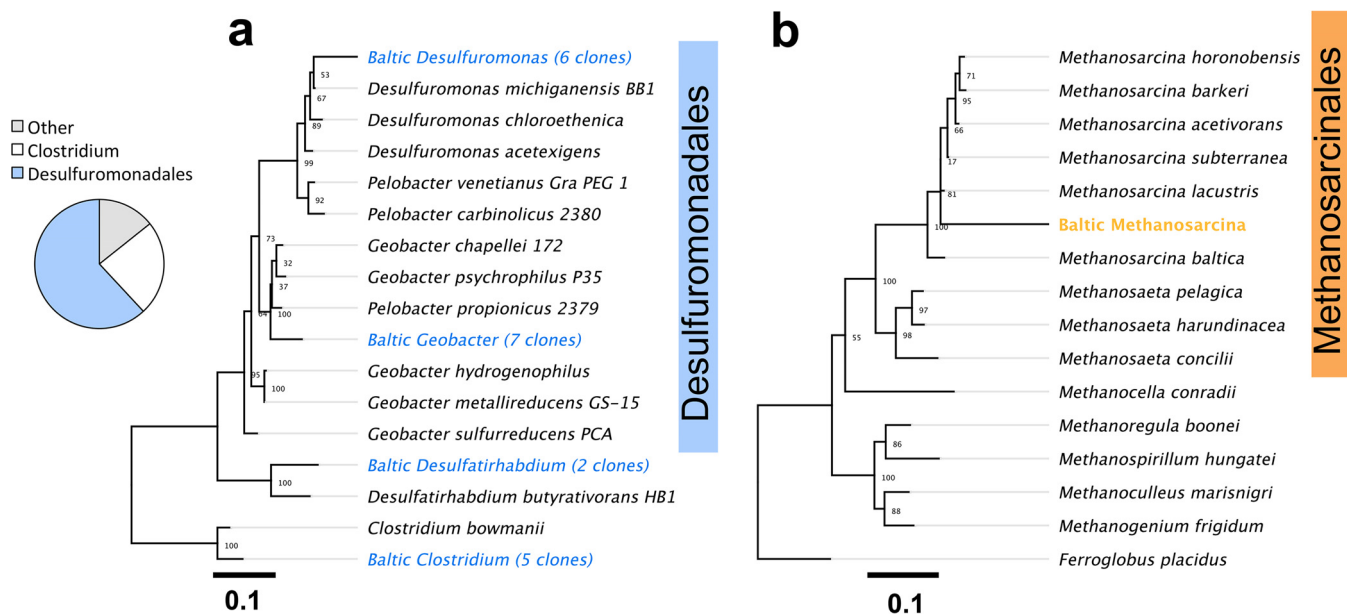 a
Other
Clostridium
Desulfuromonadales
Baltic Desulfuromonas (6 clones)
53
Desulfuromonas michiganensis BB1
67
Desulfuromonas chloroethenica
89
Desulfuromonas acetexigens
99
Pelobacter venetianus Gra PEG 1
92
Pelobacter carbinolicus 2380
73
Geobacter chapellei 172
32
Geobacter psychrophilus P35
37
Pelobacter propionicus 2379
64
100
Baltic Geobacter (7 clones)
Geobacter hydrogenophilus
95
100
Geobacter metallireducens GS-15
Geobacter sulfurreducens PCA
Baltic Desulfatirhabdium (2 clones)
100
Desulfatirhabdium butyrativorans HB1
Clostridium bowmanii
100
Baltic Clostridium (5 clones)
0.1
Desulfuromonadales
b
Methanosarcina horonobensis
71
Methanosarcina barkeri
95
Methanosarcina acetivorans
66
Methanosarcina subterranea
17
Methanosarcina lacustris
81
Baltic Methanosarcina
100
Methanosarcina baltica
100
Methanosaeta pelagica
97
Methanosaeta harundinacea
55
98
Methanosaeta concilii
Methanocella conradii
Methanoregula boonei
86
Methanospirillum hungatei
100
Methanoculleus marisnigri
88
Methanogenium frigidum
Ferroglobus placidus
0.1
Methanosarcinales